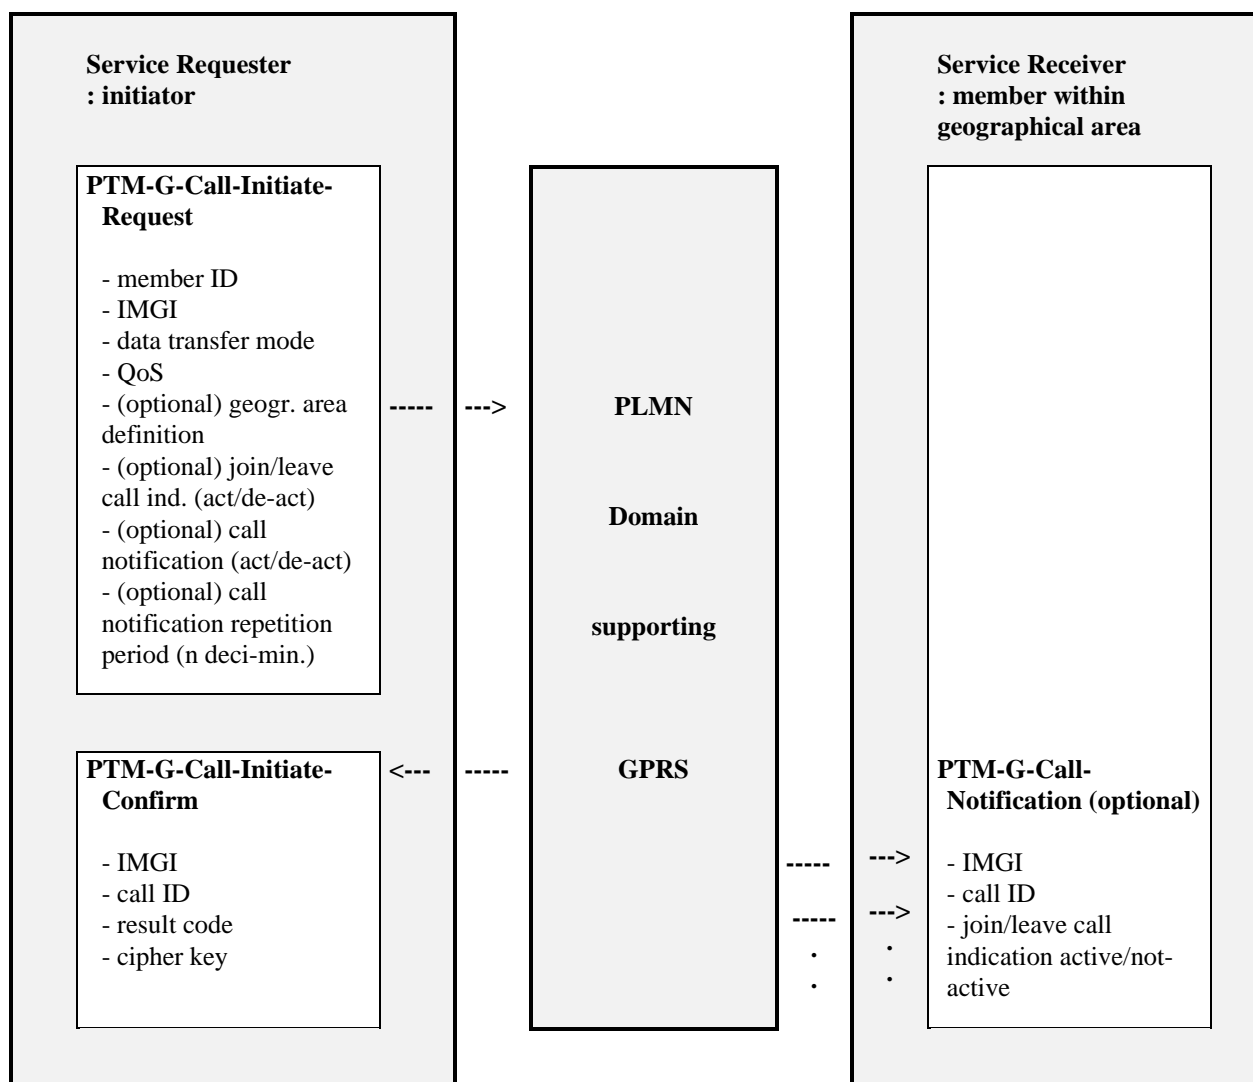 Service Requester
: initiator
PTM-G-Call-Initiate-
Request
- member ID
- IMGI
- data transfer mode
- QoS
- (optional) geogr. area
definition
- (optional) join/leave
call ind. (act/de-act)
- (optional) call
notification (act/de-act)
- (optional) call
notification repetition
period (n deci-min.)
----- --->
PTM-G-Call-Initiate-
Confirm
- IMGI
- call ID
- result code
- cipher key
<--- -----
PLMN
Domain
supporting
GPRS
----- --->
----- --->
. .
. .
Service Receiver
: member within
geographical area
PTM-G-Call-
Notification (optional)
- IMGI
- call ID
- join/leave call
indication active/not-
active